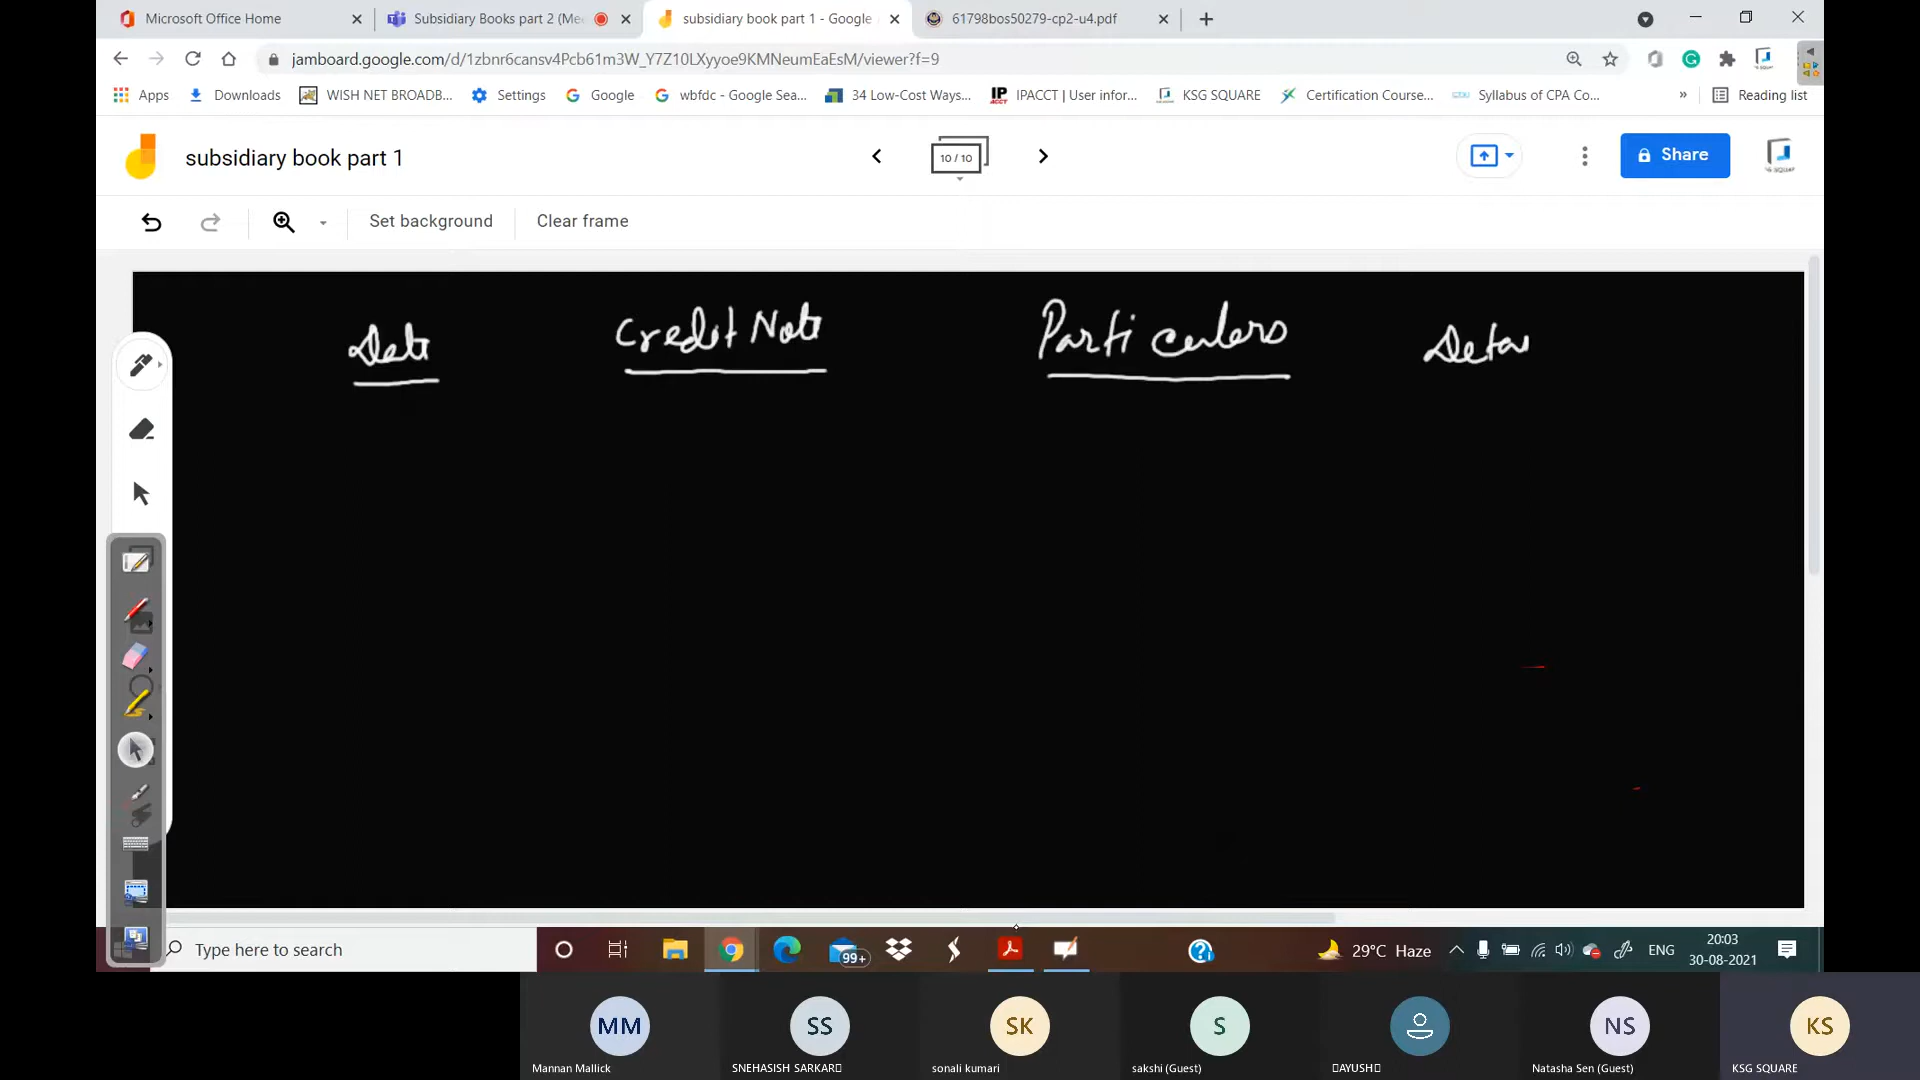 Microsoft Office Home
Subsidiary Books part 2 (Mee
subsidiary book part 1 - Google
61798bos50279-cp2-u4.pdf
jamboard.google.com/d/1zbnr6cansv4Pcb61m3W_Y7Z10LXyyoe9KMNeumEaEsM/viewer?f=9
Apps
Downloads
WISH NET BROADB...
Settings
Google
wbfdc - Google Sea...
34 Low-Cost Ways...
IPACCT | User infor...
KSG SQUARE
Certification Course...
Syllabus of CPA Co...
»
Reading list
subsidiary book part 1
10 / 10
Share
Set background
Clear frame
Date Credit Note Particulars Detai
Type here to search
99+
29°C Haze
ENG
20:03
30-08-2021
MM
SS
SK
S
NS
KS
Mannan Mallick
SNEHASISH SARKAR
sonali kumari
sakshi (Guest)
AYUSH
Natasha Sen (Guest)
KSG SQUARE